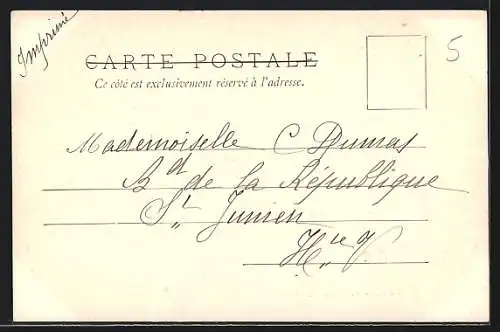 Imprimé
5
CARTE POSTALE
Ce côté est exclusivement réservé à l'adresse.
Mademoiselle C Dumas
Bd de la République
St Junien
Hte V.